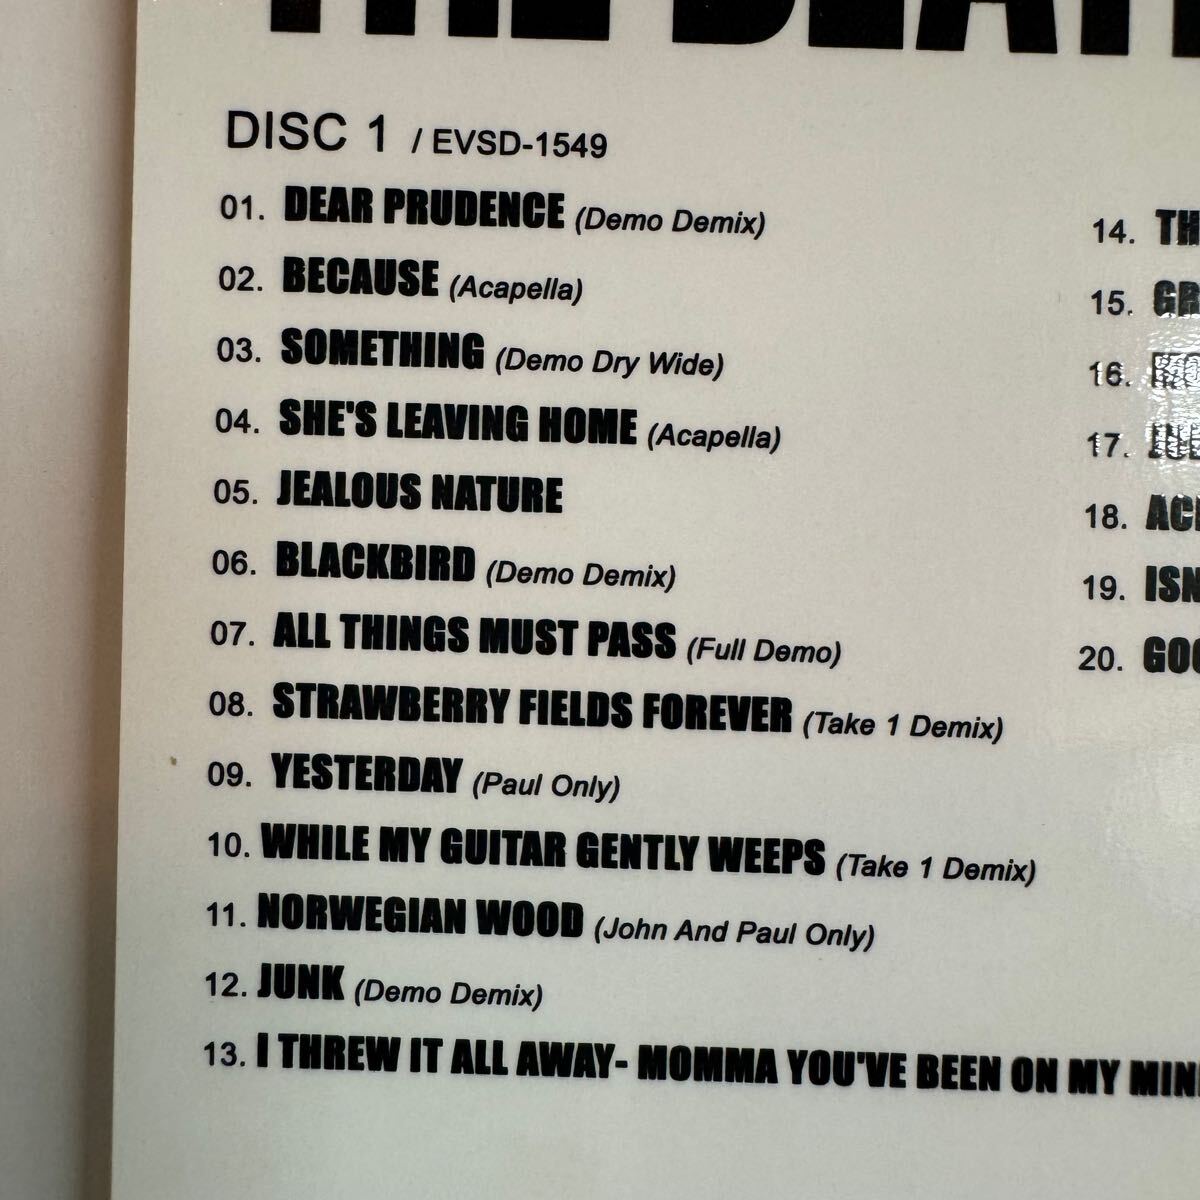 THE
DISC 1 / EVSD-1549
01. DEAR PRUDENCE (Demo Demix)
02. BECAUSE (Acapella)
03. SOMETHING (Demo Dry Wide)
04. SHE'S LEAVING HOME (Acapella)
05. JEALOUS NATURE
06. BLACKBIRD (Demo Demix)
07. ALL THINGS MUST PASS (Full Demo)
08. STRAWBERRY FIELDS FOREVER (Take 1 Demix)
09. YESTERDAY (Paul Only)
10. WHILE MY GUITAR GENTLY WEEPS (Take 1 Demix)
11. NORWEGIAN WOOD (John And Paul Only)
12. JUNK (Demo Demix)
13. I THREW IT ALL AWAY- MOMMA YOU'VE BEEN ON MY
14.
15.
16.
17.
18.
19.
20.